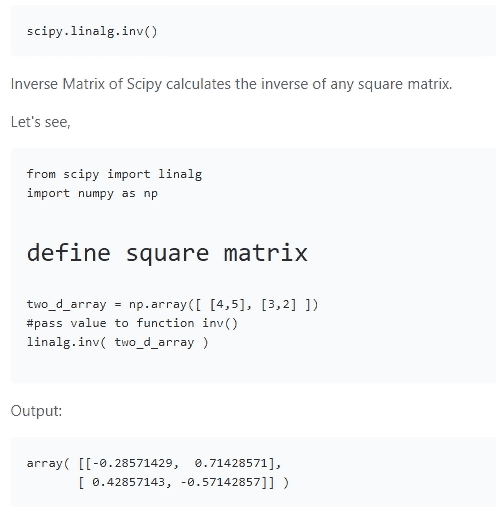 scipy.linalg.inv()
Inverse Matrix of Scipy calculates the inverse of any square matrix.
Let's see,
from scipy import linalg
import numpy as np
define square matrix
two_d_array = np.array([ [4,5], [3,2] ])
#pass value to function inv()
linalg.inv( two_d_array )
Output:
array( [[-0.28571429,  0.71428571],
       [ 0.42857143, -0.57142857]] )